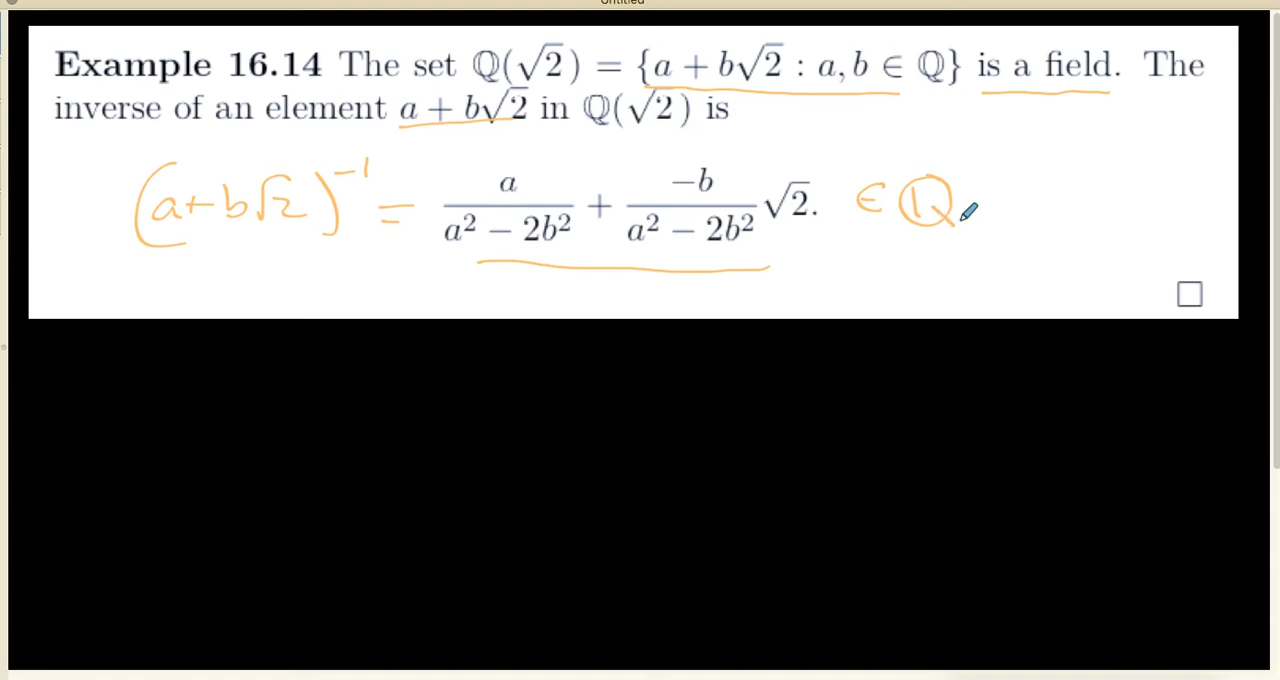 Untitled
Example 16.14 The set ℚ(√2) = {a + b√2 : a, b ∈ ℚ} is a field. The
inverse of an element a + b√2 in ℚ(√2) is
(a+b√2)⁻¹ = a/(a² − 2b²) + −b/(a² − 2b²) √2. ∈ ℚ